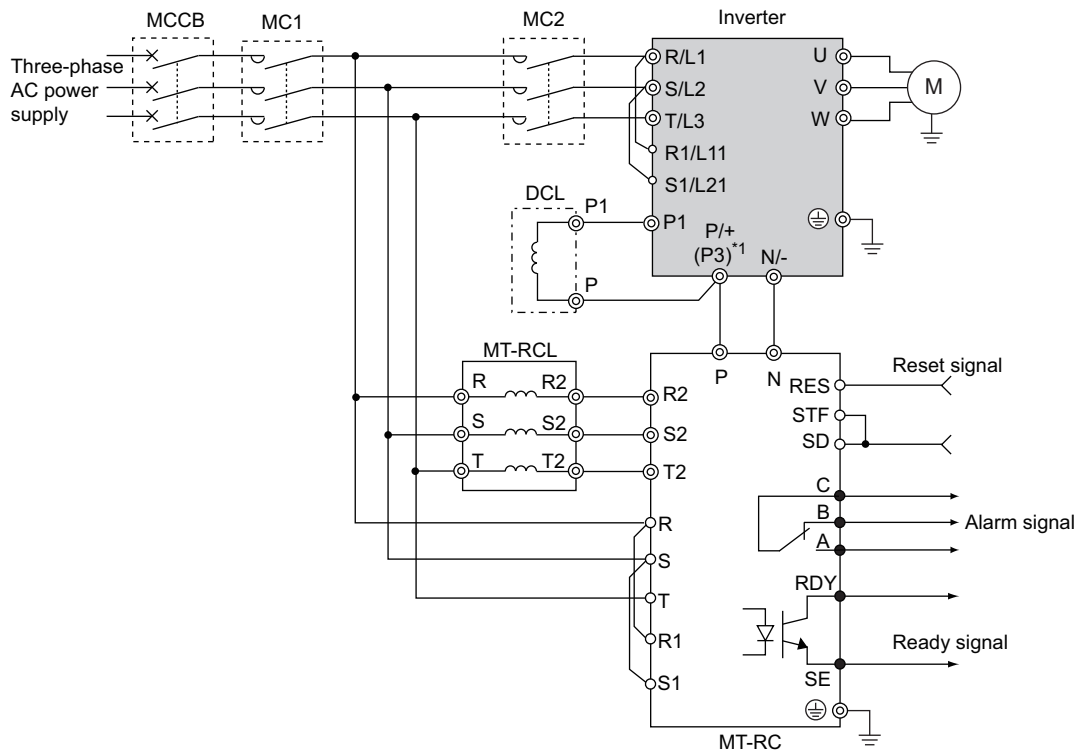 MCCB
MC1
MC2
Inverter
Three-phase
AC power
supply
R/L1
S/L2
T/L3
R1/L11
S1/L21
P1
P/+
(P3)*1
N/-
U
V
W
M
DCL
P1
P
MT-RCL
R
R2
S
S2
T
T2
P
N
R2
S2
T2
R
S
T
R1
S1
RES
STF
SD
C
B
A
RDY
SE
Reset signal
Alarm signal
Ready signal
MT-RC